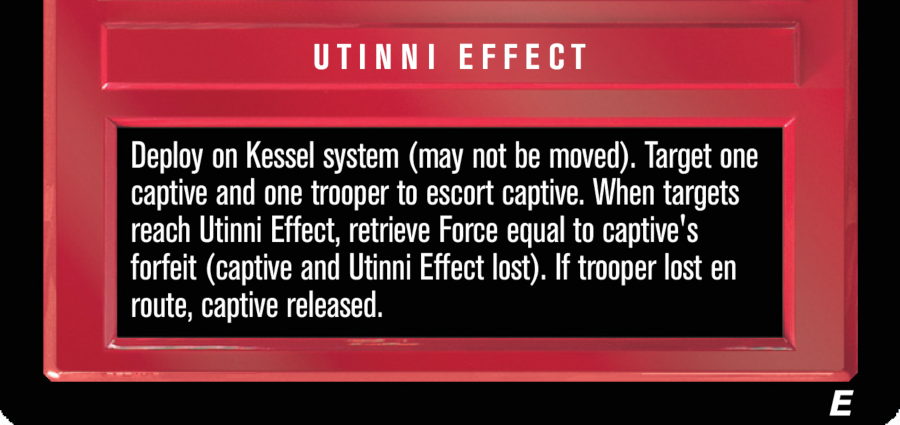 UTINNI EFFECT
Deploy on Kessel system (may not be moved). Target one
captive and one trooper to escort captive. When targets
reach Utinni Effect, retrieve Force equal to captive's
forfeit (captive and Utinni Effect lost). If trooper lost en
route, captive released.
E